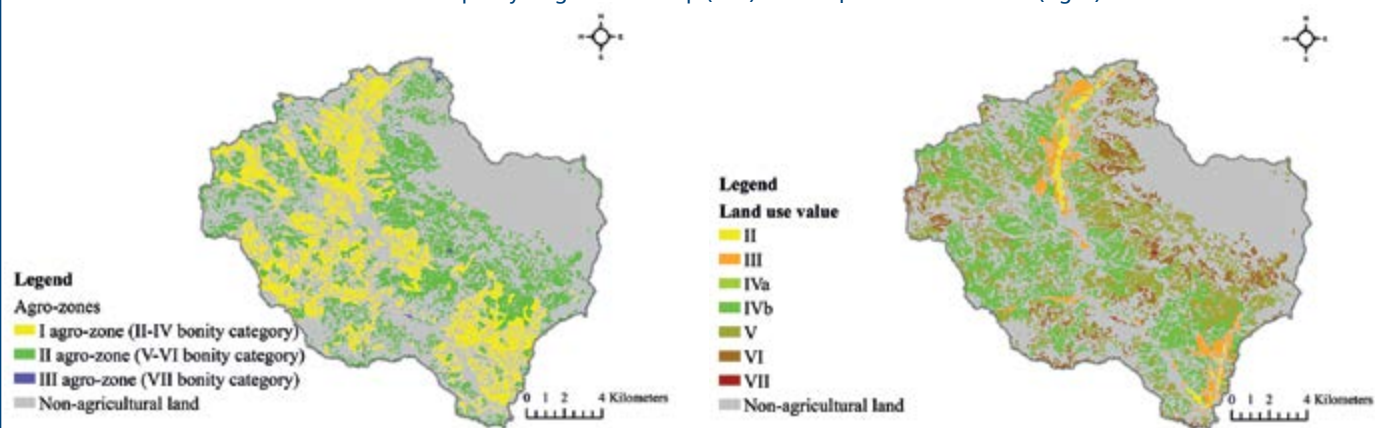 Legend
Agro-zones
I agro-zone (II-IV bonity category)
II agro-zone (V-VI bonity category)
III agro-zone (VII bonity category)
Non-agricultural land
0 1 2 4 Kilometers
Legend
Land use value
II
III
IVa
IVb
V
VI
VII
Non-agricultural land
0 1 2 4 Kilometers